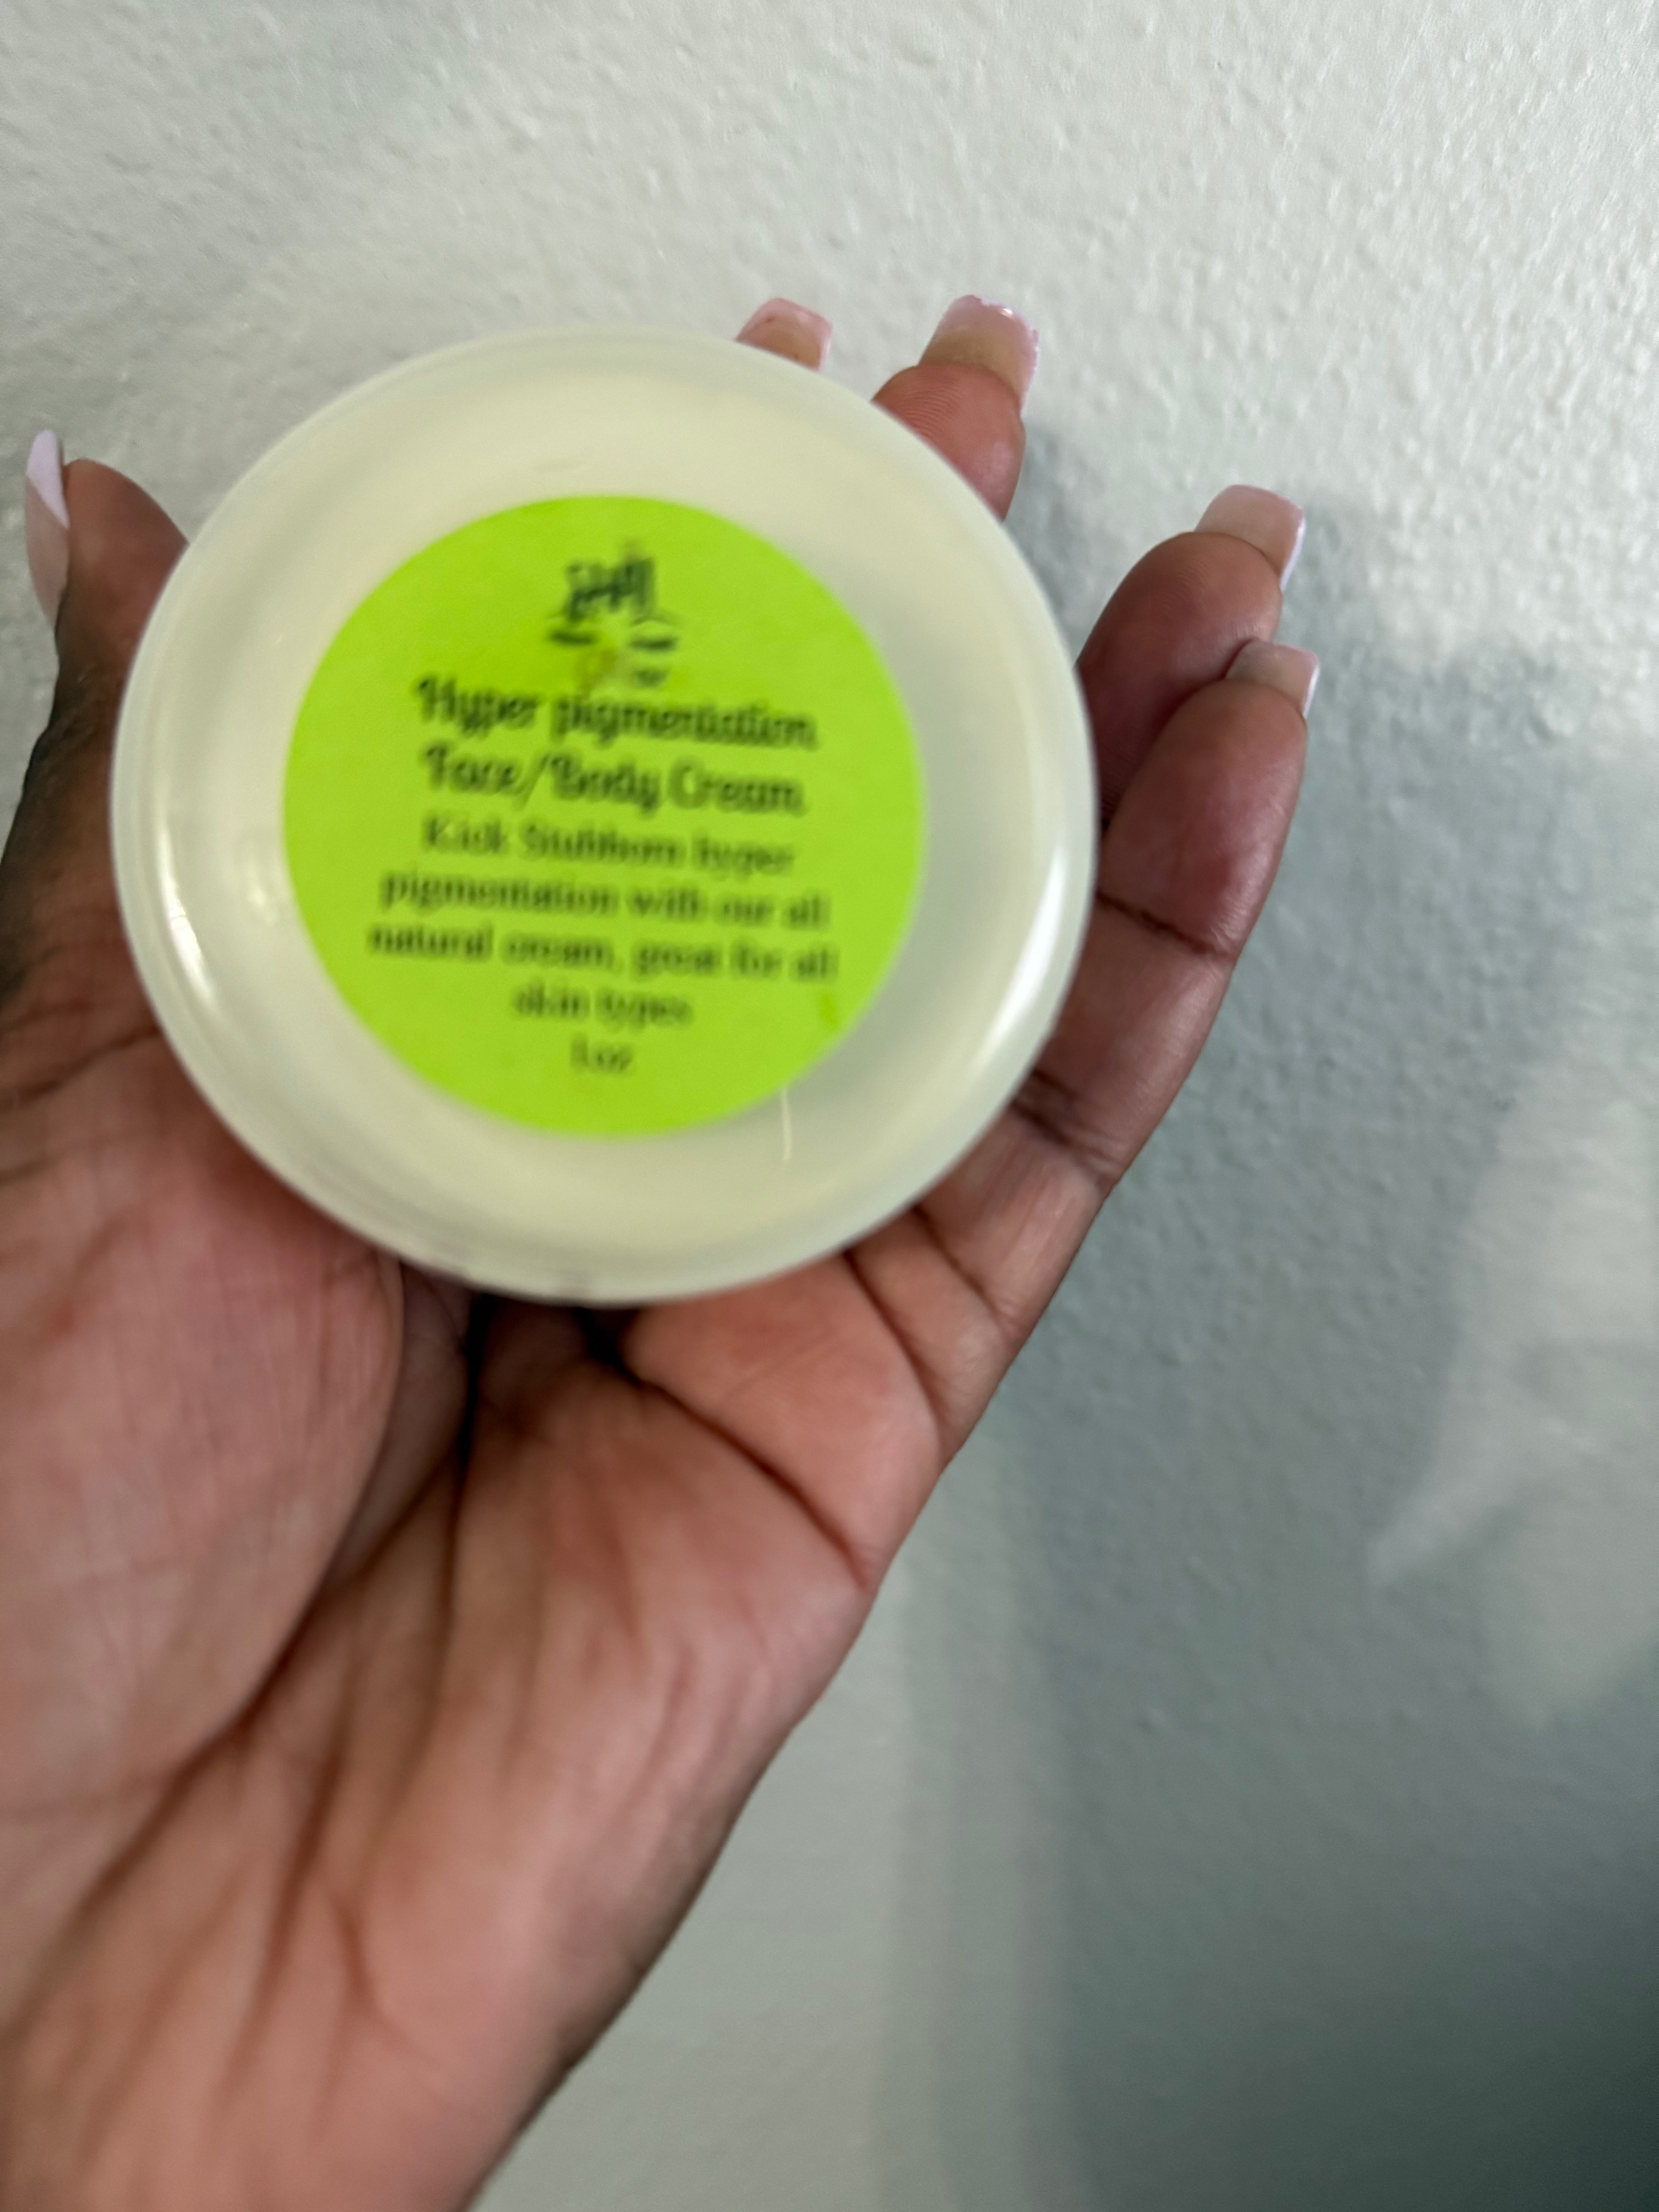 Hyper pigmentation
Face/Body Cream
Kick Stubborn hyper
pigmentation with our all
natural cream, great for all
skin types
1oz